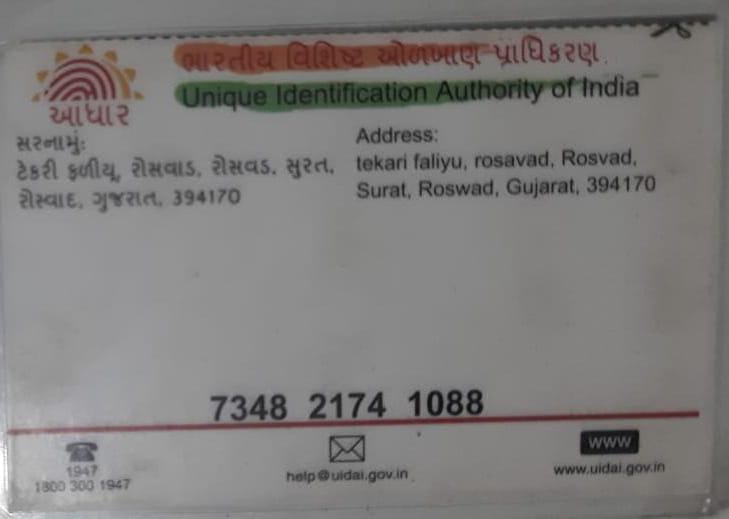 ભારતીય વિશિષ્ટ ઓળખાણ પ્રાધિકરણ
Unique Identification Authority of India
આધાર
સરનામું:
ટેકરી ફળીયૂ, રોસવાડ, રોસવડ, સુરત,
રોસ્વાદ, ગુજરાત, 394170
Address:
tekari faliyu, rosavad, Rosvad,
Surat, Roswad, Gujarat, 394170
7348 2174 1088
1947
1800 300 1947
help@uidai.gov.in
www
www.uidai.gov.in